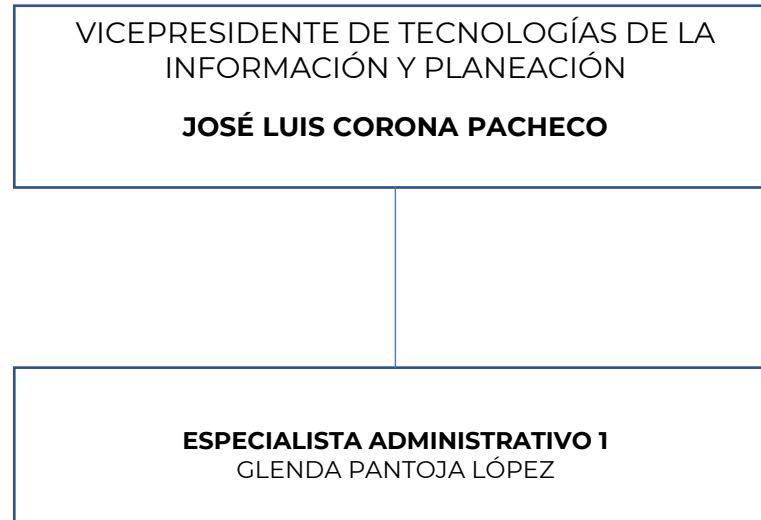 VICEPRESIDENTE DE TECNOLOGÍAS DE LA
INFORMACIÓN Y PLANEACIÓN
JOSÉ LUIS CORONA PACHECO
ESPECIALISTA ADMINISTRATIVO 1
GLENDA PANTOJA LÓPEZ